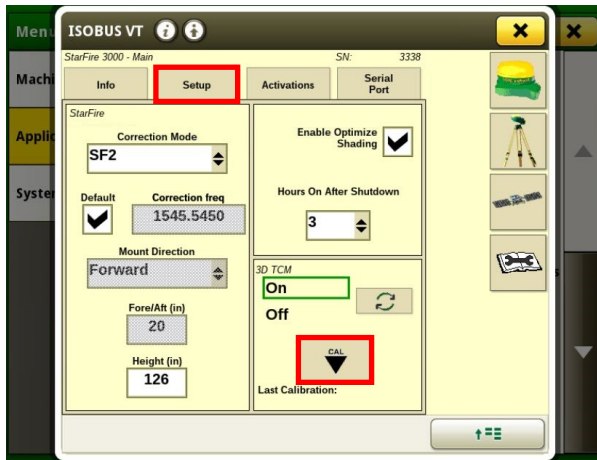 Menu
ISOBUS VT
StarFire 3000 - Main
SN: 3338
Machi
Info
Setup
Activations
Serial
Port
StarFire
Correction Mode
SF2
Applic
Enable Optimize
Shading
Default
Correction freq
1545.5450
Hours On After Shutdown
3
System
Mount Direction
Forward
3D TCM
On
Off
Fore/Aft (in)
20
CAL
Height (in)
126
Last Calibration: